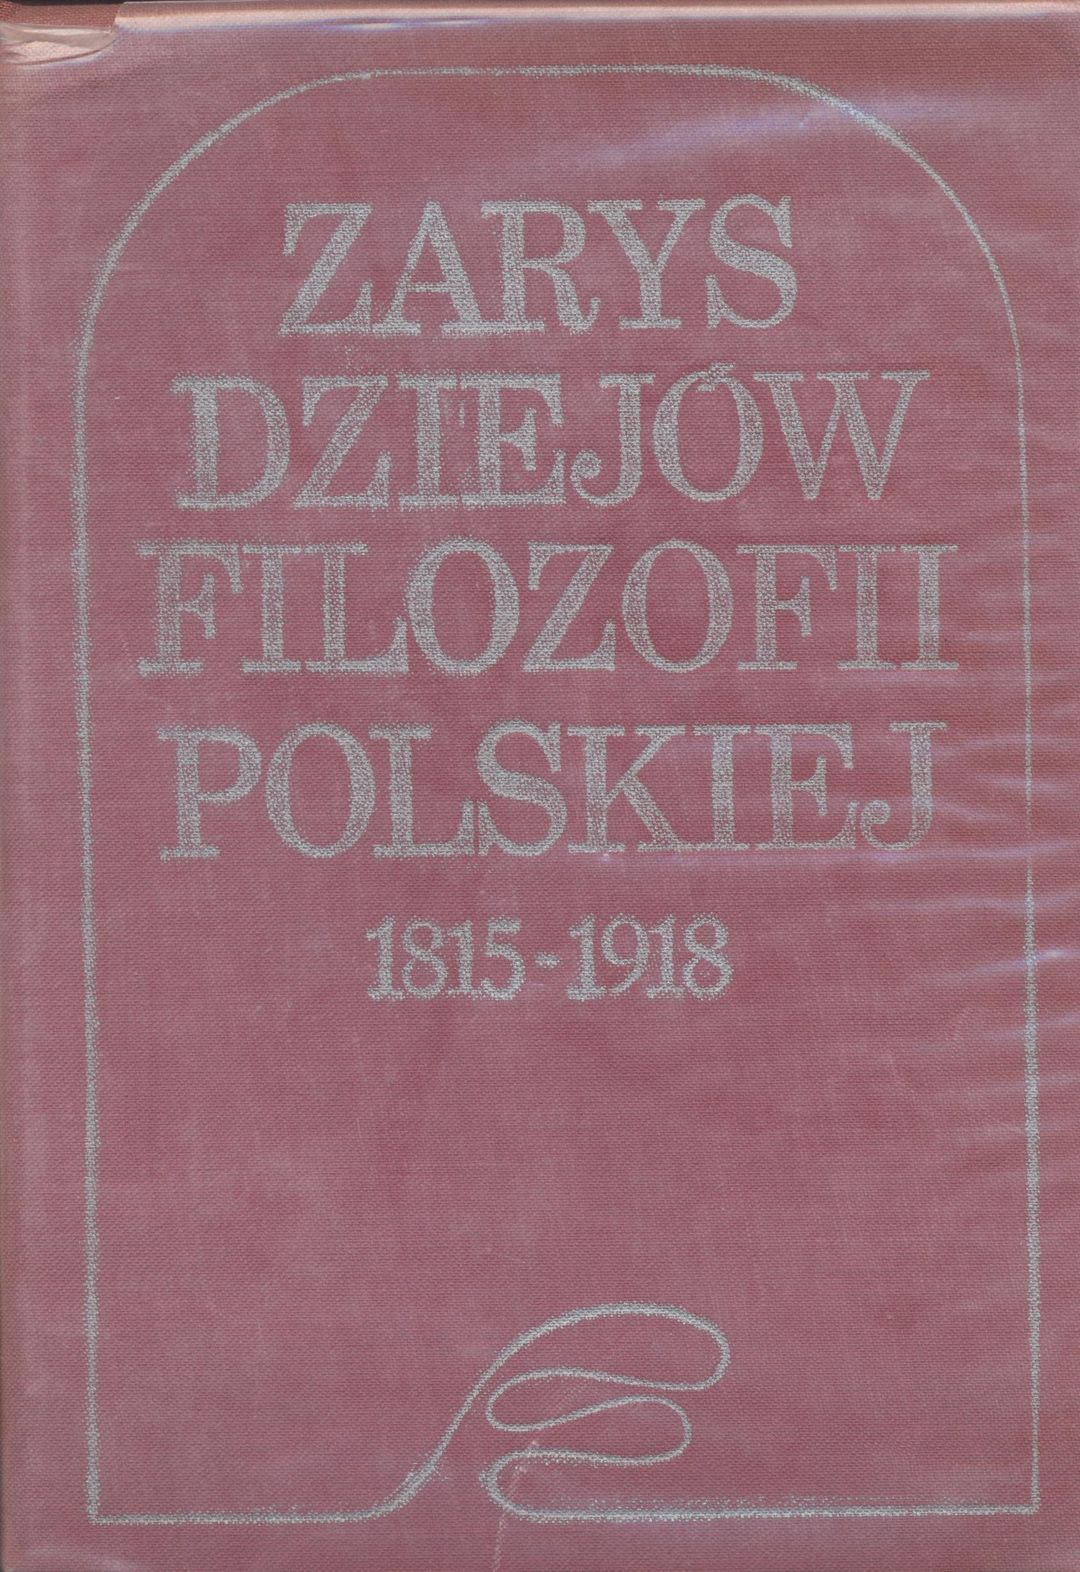 ZARYS
DZIEJÓW
FILOZOFII
POLSKIEJ
1815-1918